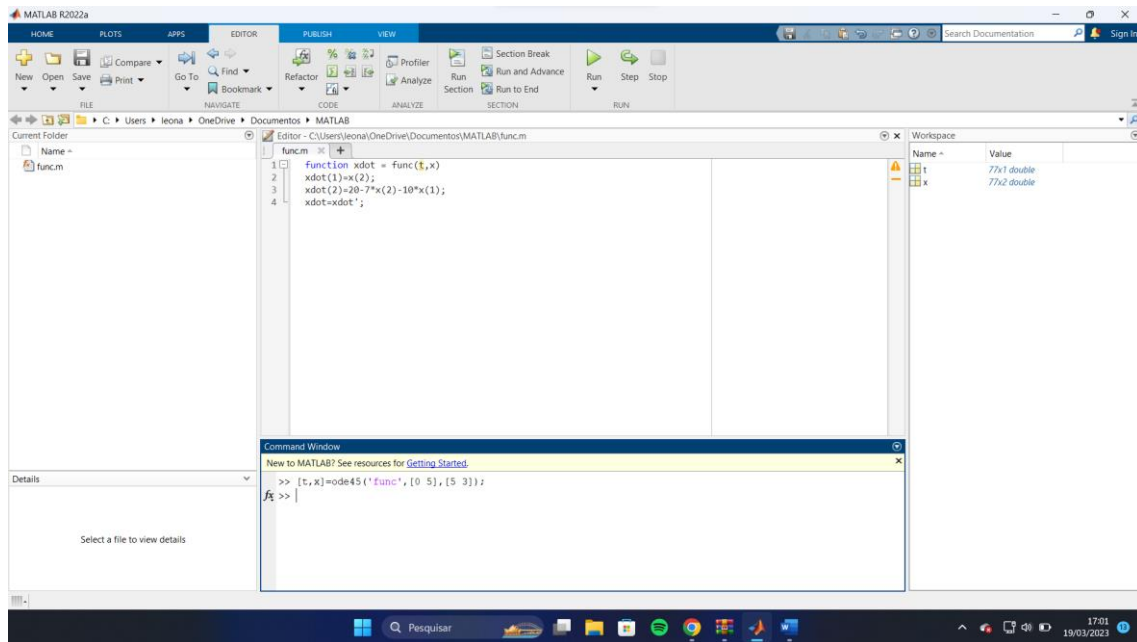 MATLAB R2022a
HOME PLOTS APPS EDITOR PUBLISH VIEW Search Documentation Sign In
New Open Save Compare Print Go To Find Bookmark Refactor Profiler Analyze Run Section Section Break Run and Advance Run to End Run Step Stop
FILE NAVIGATE CODE ANALYZE SECTION RUN
C: Users leona OneDrive Documentos MATLAB
Current Folder
Name
func.m
Details
Select a file to view details
Editor - C:\Users\leona\OneDrive\Documentos\MATLAB\func.m
func.m
1 function xdot = func(t,x)
2 xdot(1)=x(2);
3 xdot(2)=20-7*x(2)-10*x(1);
4 xdot=xdot';
Command Window
New to MATLAB? See resources for Getting Started.
>> [t,x]=ode45('func',[0 5],[5 3]);
fx >>
Workspace
Name Value
t 77x1 double
x 77x2 double
Pesquisar
17:01
19/03/2023